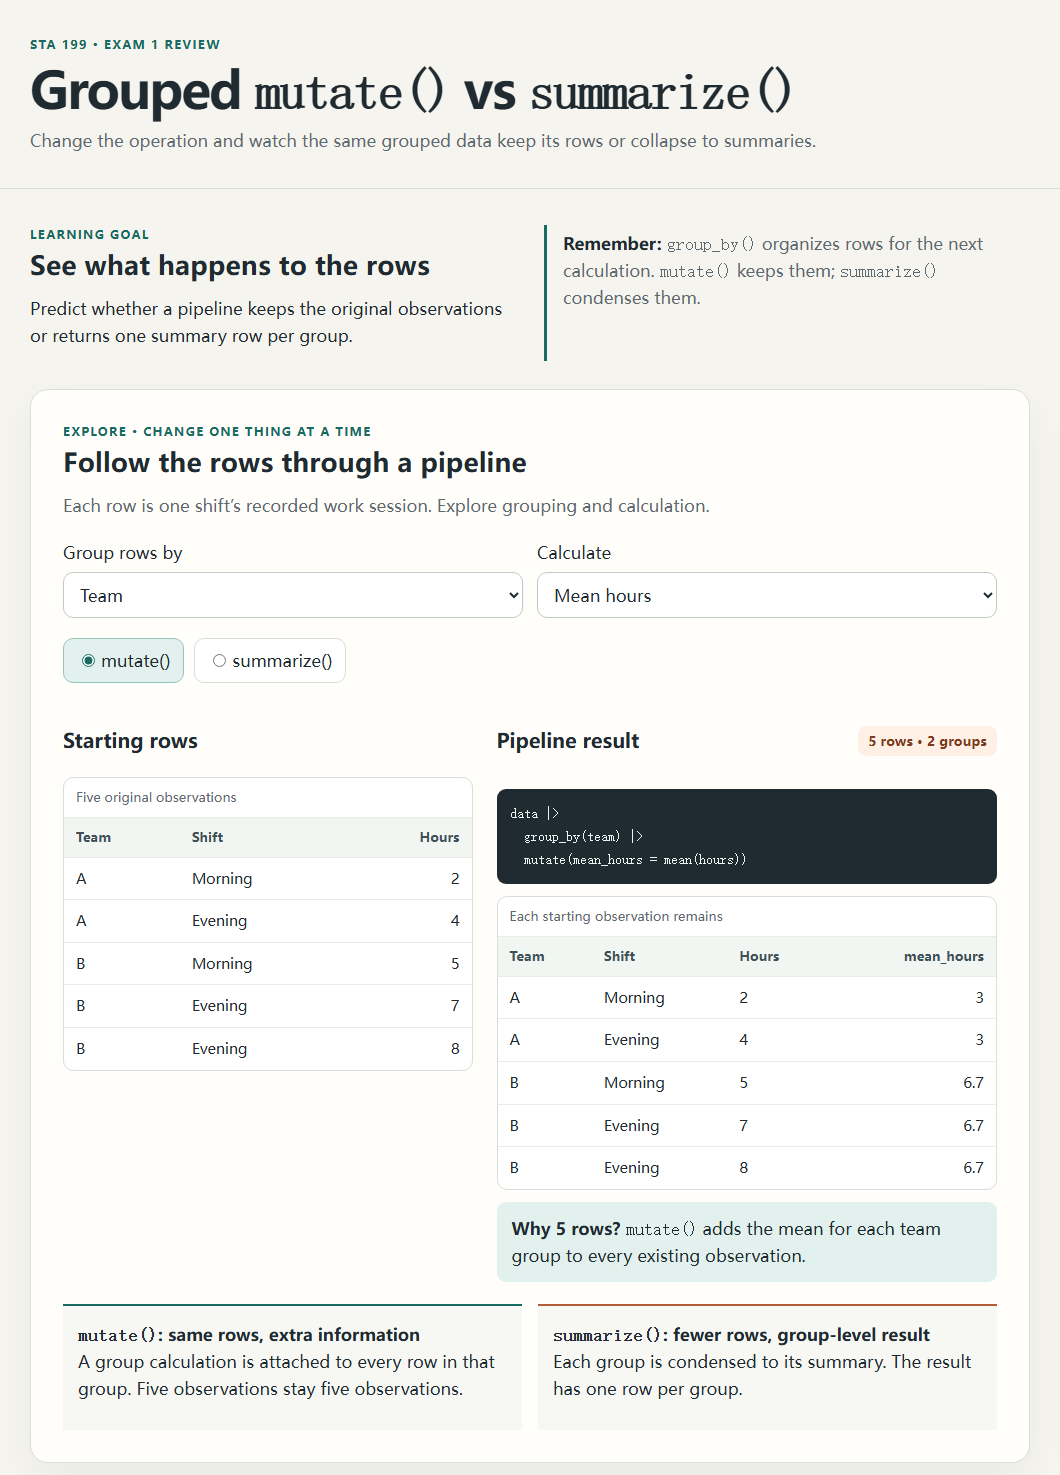 STA 199 • EXAM 1 REVIEW
Grouped mutate() vs summarize()
Change the operation and watch the same grouped data keep its rows or collapse to summaries.
LEARNING GOAL
See what happens to the rows
Predict whether a pipeline keeps the original observations
or returns one summary row per group.
Remember: group_by() organizes rows for the next
calculation. mutate() keeps them; summarize()
condenses them.
EXPLORE • CHANGE ONE THING AT A TIME
Follow the rows through a pipeline
Each row is one shift’s recorded work session. Explore grouping and calculation.
Group rows by
Team
Calculate
Mean hours
mutate()
summarize()
Starting rows
Five original observations
Team Shift Hours
A Morning 2
A Evening 4
B Morning 5
B Evening 7
B Evening 8
Pipeline result
5 rows • 2 groups
data |>
  group_by(team) |>
  mutate(mean_hours = mean(hours))
Each starting observation remains
Team Shift Hours mean_hours
A Morning 2 3
A Evening 4 3
B Morning 5 6.7
B Evening 7 6.7
B Evening 8 6.7
Why 5 rows? mutate() adds the mean for each team
group to every existing observation.
mutate(): same rows, extra information
A group calculation is attached to every row in that
group. Five observations stay five observations.
summarize(): fewer rows, group-level result
Each group is condensed to its summary. The result
has one row per group.